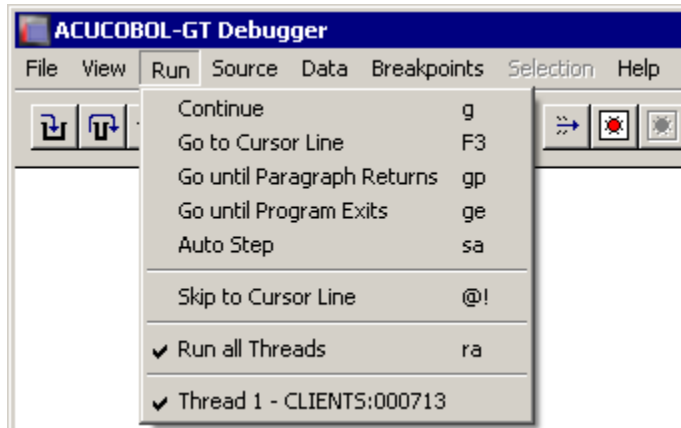 ACUCOBOL-GT Debugger
File View Run Source Data Breakpoints Selection Help
Continue g
Go to Cursor Line F3
Go until Paragraph Returns gp
Go until Program Exits ge
Auto Step sa
Skip to Cursor Line @!
Run all Threads ra
Thread 1 - CLIENTS:000713